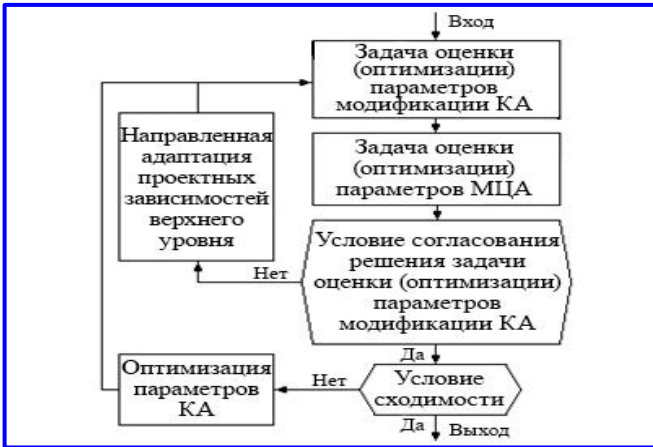 Вход
Задача оценки
(оптимизации)
параметров
модификации КА
Направленная
адаптация
проектных
зависимостей
верхнего
уровня
Задача оценки
(оптимизации)
параметров МЦА
Условие согласования
решения задачи
оценки (оптимизации)
параметров
модификации КА
Нет
Да
Оптимизация
параметров
КА
Нет
Условие
сходимости
Да
Выход